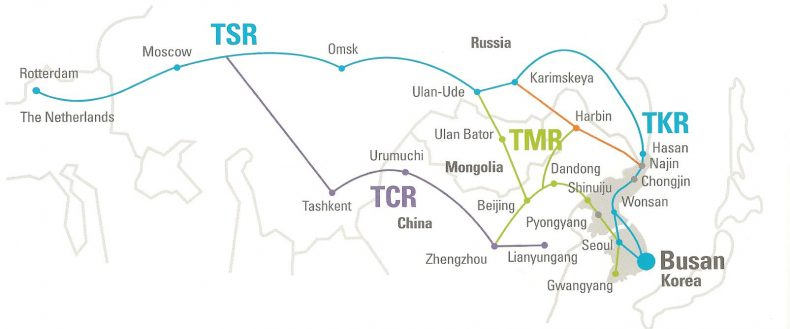 TSR
Moscow
Omsk
Russia
Rotterdam
Karimskeya
Ulan-Ude
The Netherlands
Harbin
TKR
Ulan Bator
TMR
Hasan
Urumuchi
Mongolia
Dandong
Najin
Chongjin
Shinuiju
TCR
Tashkent
Beijing
Wonsan
China
Pyongyang
Seoul
Zhengzhou
Lianyungang
Busan
Korea
Gwangyang